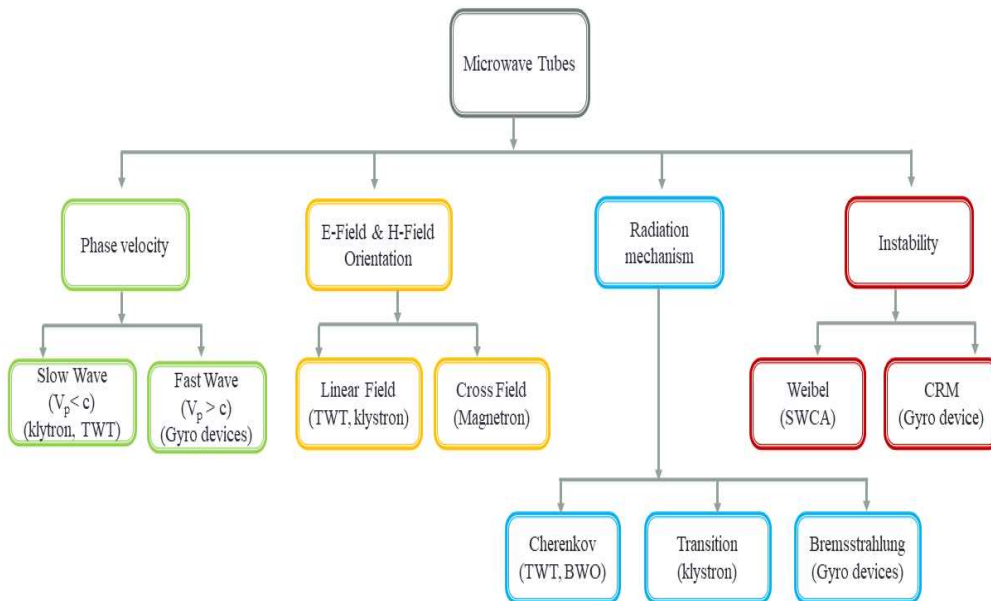 Microwave Tubes
Phase velocity
E-Field & H-Field
Orientation
Radiation
mechanism
Instability
Slow Wave
(Vp< c)
(klytron, TWT)
Fast Wave
(Vp > c)
(Gyro devices)
Linear Field
(TWT, klystron)
Cross Field
(Magnetron)
Weibel
(SWCA)
CRM
(Gyro device)
Cherenkov
(TWT, BWO)
Transition
(klystron)
Bremsstrahlung
(Gyro devices)